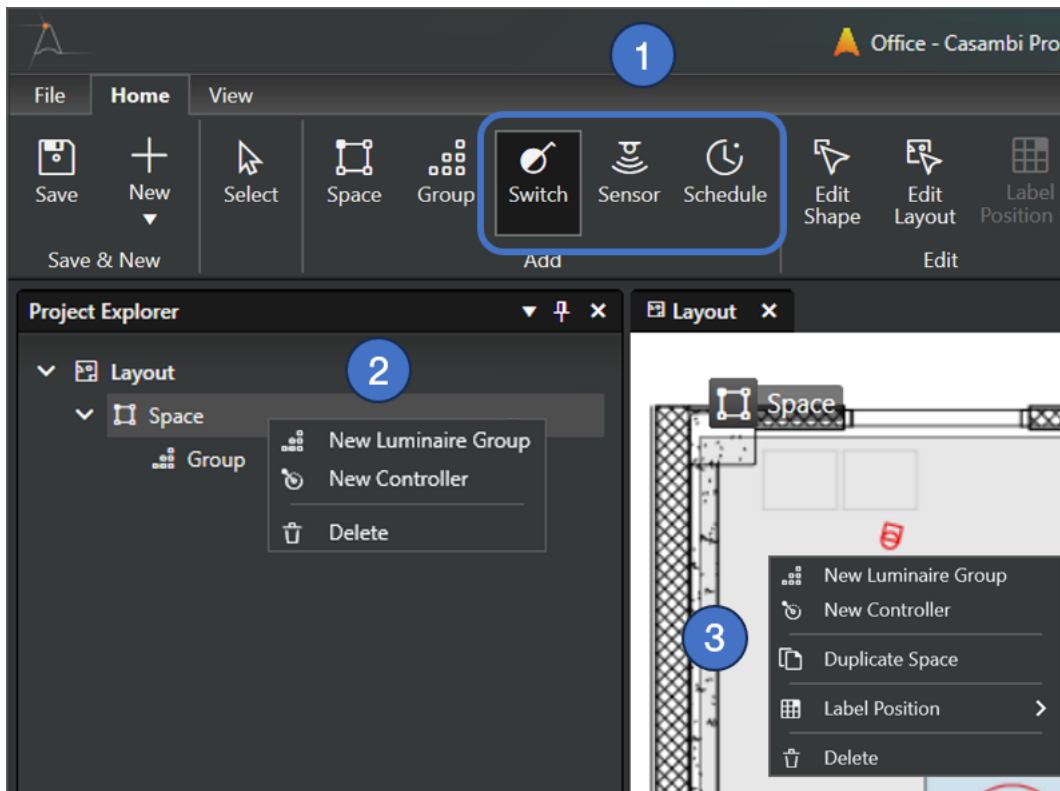 1
Office - Casambi Pro
File Home View
Save New Select Space Group Switch Sensor Schedule Edit Shape Edit Layout Label Position
Save & New Add Edit
Project Explorer
Layout
Layout
2
Space
Space
New Luminaire Group
Group
New Controller
Delete
New Luminaire Group
New Controller
3
Duplicate Space
Label Position
Delete